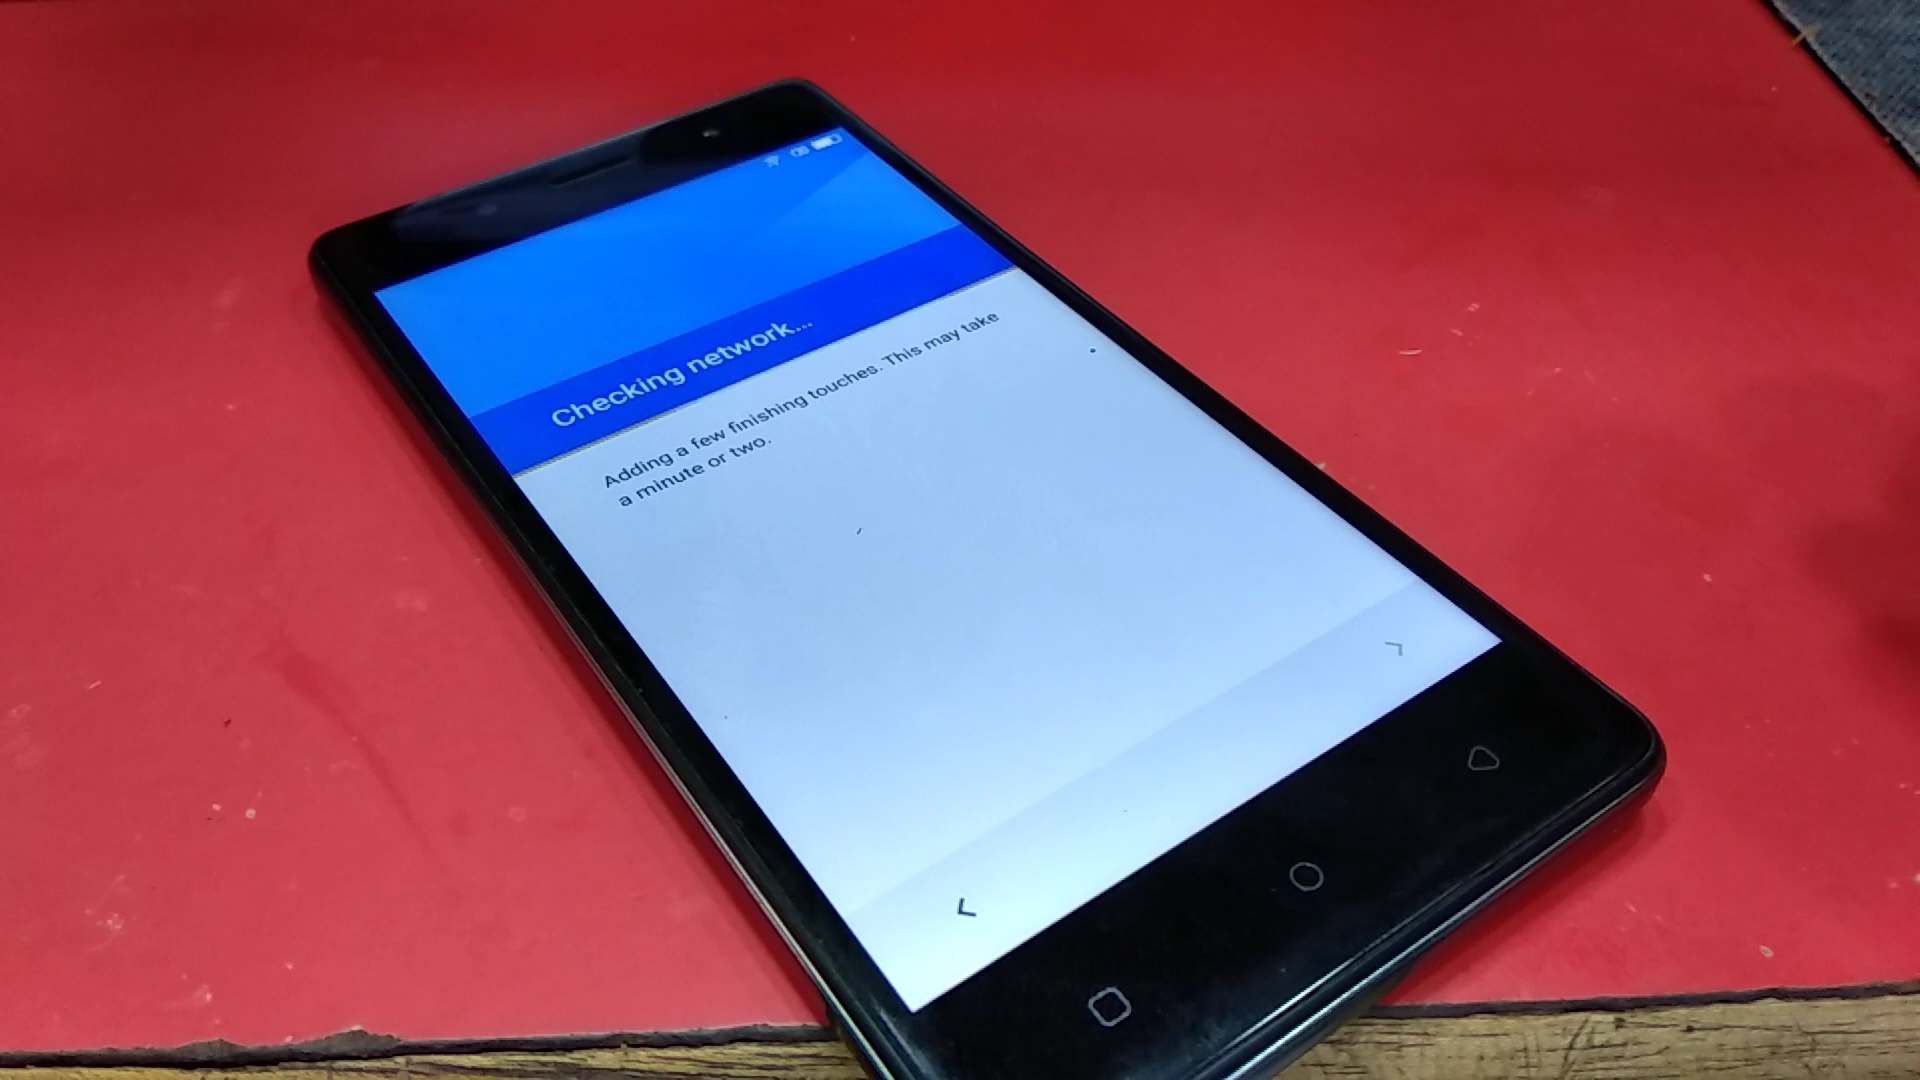 Checking network...
Adding a few finishing touches. This may take
a minute or two.